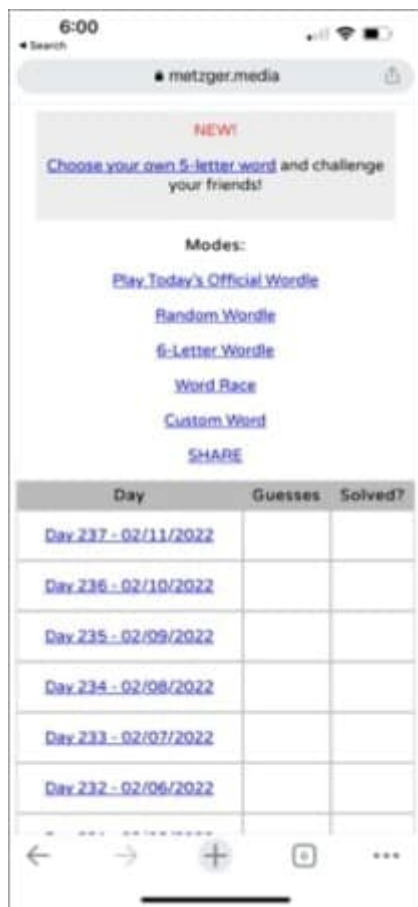 6:00
Search
metzger.media
NEW!
Choose your own 5-letter word and challenge
your friends!
Modes:
Play Today's Official Wordle
Random Wordle
6-Letter Wordle
Word Race
Custom Word
SHARE
Day Guesses Solved?
Day 237 - 02/11/2022
Day 236 - 02/10/2022
Day 235 - 02/09/2022
Day 234 - 02/08/2022
Day 233 - 02/07/2022
Day 232 - 02/06/2022